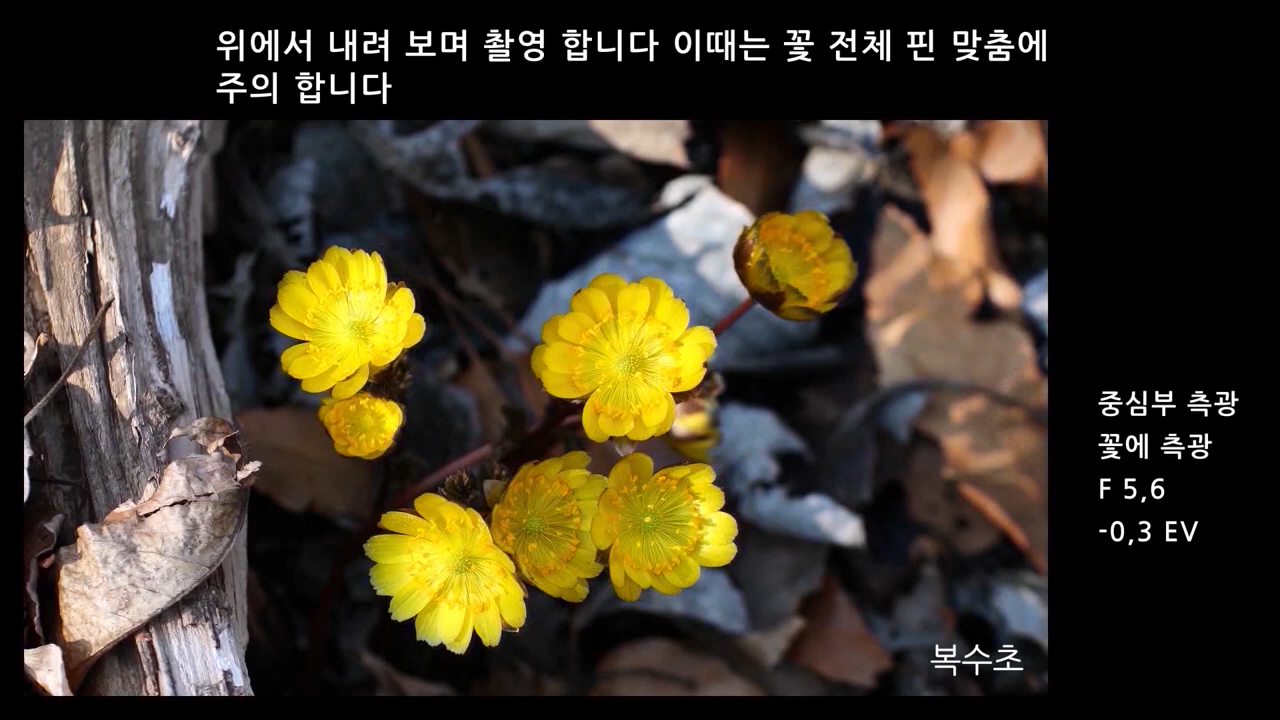 위에서 내려 보며 촬영 합니다 이때는 꽃 전체 핀 맞춤에
주의 합니다
중심부 측광
꽃에 측광
F 5,6
-0,3 EV
복수초